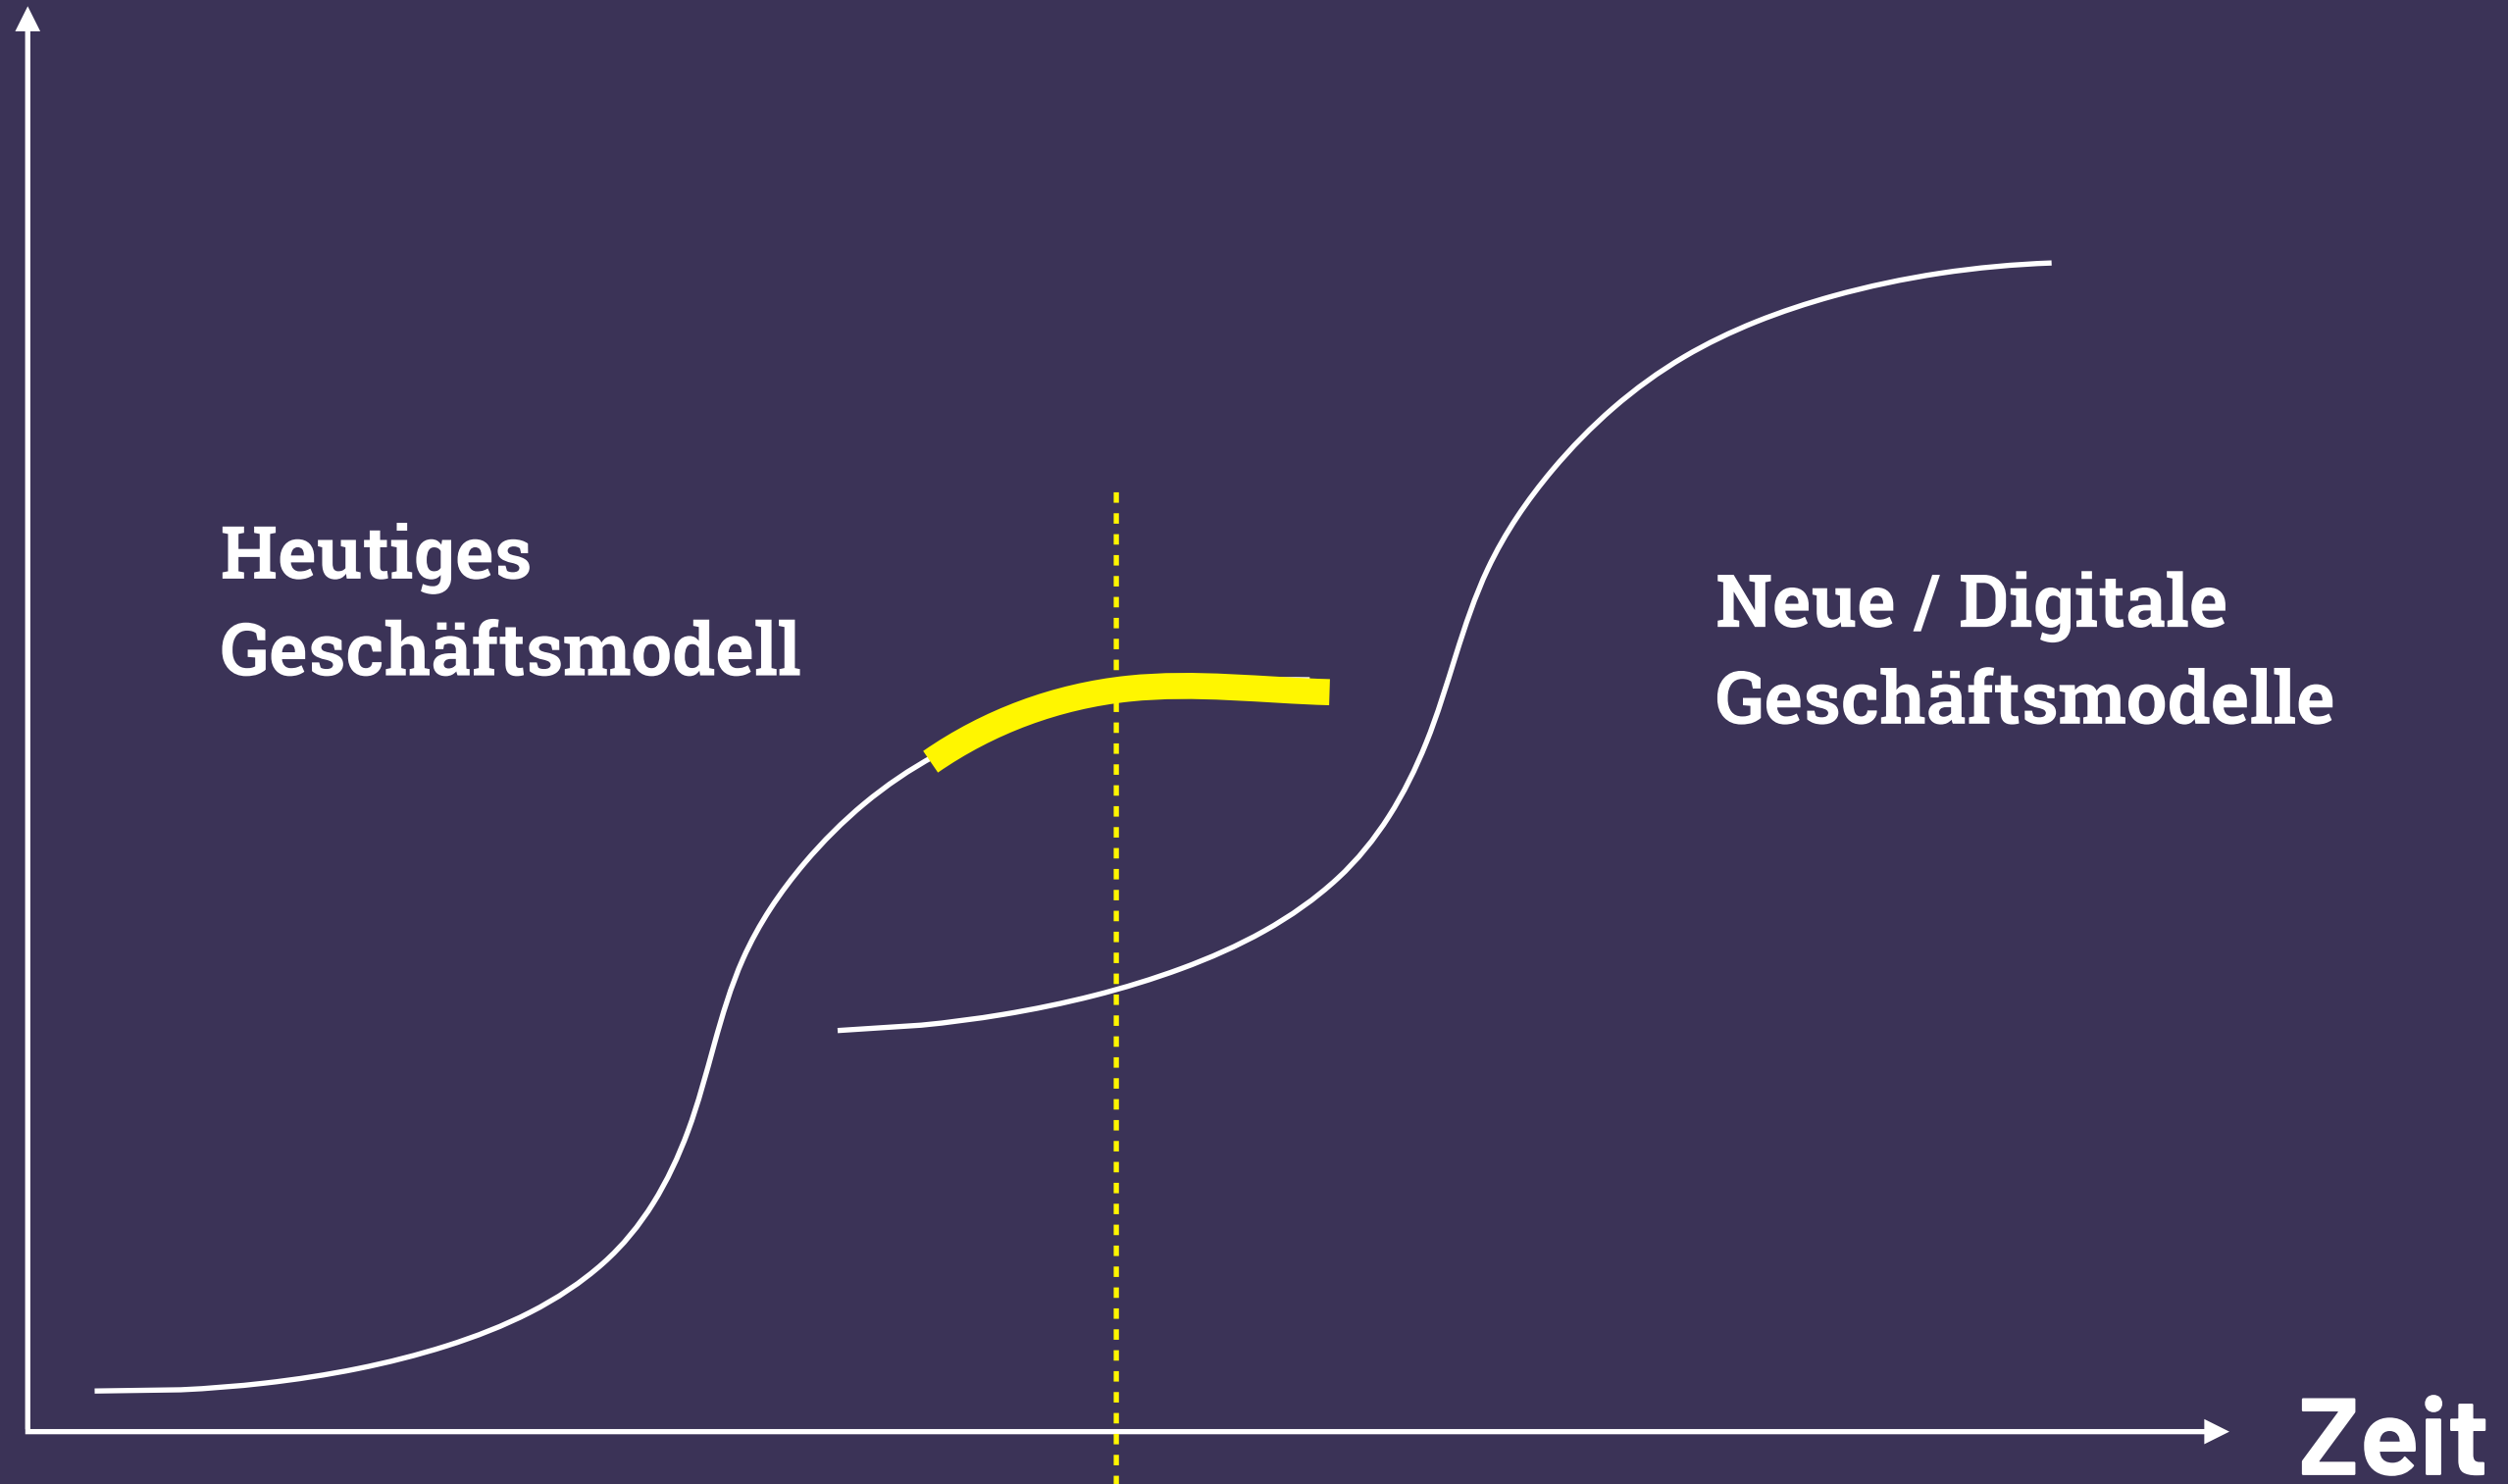 Heutiges
Geschäftsmodell
Neue / Digitale
Geschäftsmodelle
Zeit